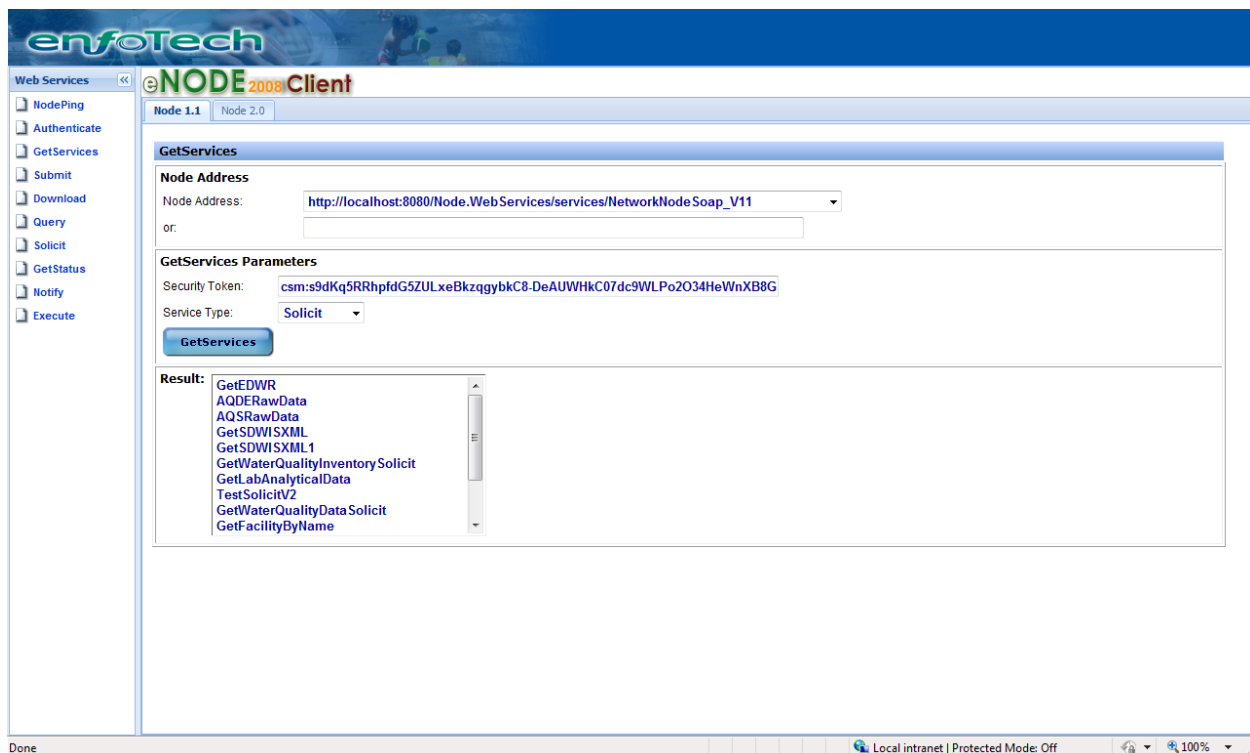 enfoTech
Web Services
NodePing
Authenticate
GetServices
Submit
Download
Query
Solicit
GetStatus
Notify
Execute
eNODE 2008 Client
Node 1.1
Node 2.0
GetServices
Node Address
Node Address: http://localhost:8080/Node.WebServices/services/NetworkNodeSoap_V11
or:
GetServices Parameters
Security Token: csm:s9dKq5RRhpfdG5ZULxeBkzqgybkC8-DeAUWHkC07dc9WLPo2O34HeWnXB8G
Service Type: Solicit
GetServices
Result:
GetEDWR
AQDERawData
AQSRawData
GetSDWISXML
GetSDWISXML1
GetWaterQualityInventorySolicit
GetLabAnalyticalData
TestSolicitV2
GetWaterQualityDataSolicit
GetFacilityByName
Done
Local intranet | Protected Mode: Off
100%